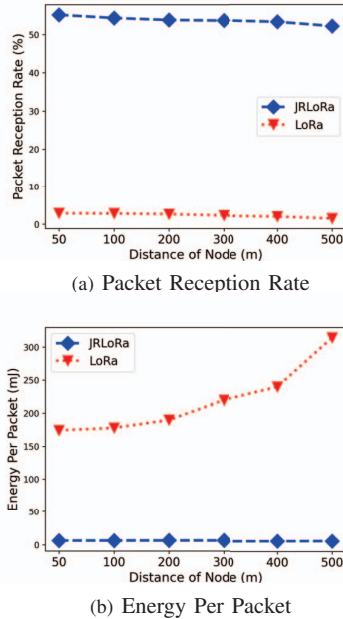 50
40
30
20
10
0
Packet Reception Rate (%)
JRLoRa
LoRa
50 100 200 300 400 500
Distance of Node (m)
(a) Packet Reception Rate
300
250
200
150
100
50
0
Energy Per Packet (mJ)
JRLoRa
LoRa
50 100 200 300 400 500
Distance of Node (m)
(b) Energy Per Packet